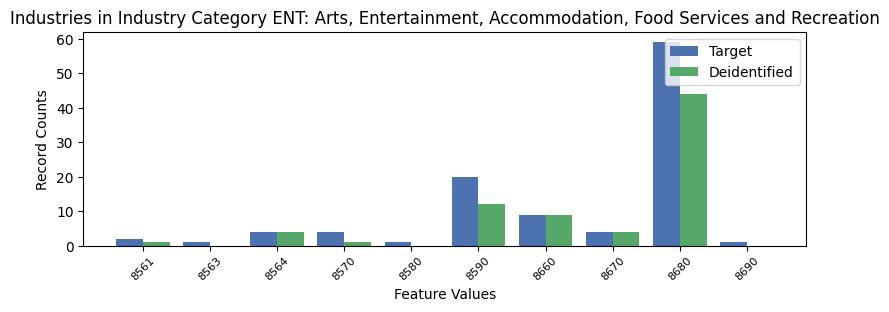 Industries in Industry Category ENT: Arts, Entertainment, Accommodation, Food Services and Recreation
Target
Deidentified
Record Counts
60
50
40
30
20
10
0
8561 8563 8564 8570 8580 8590 8660 8670 8680 8690
Feature Values